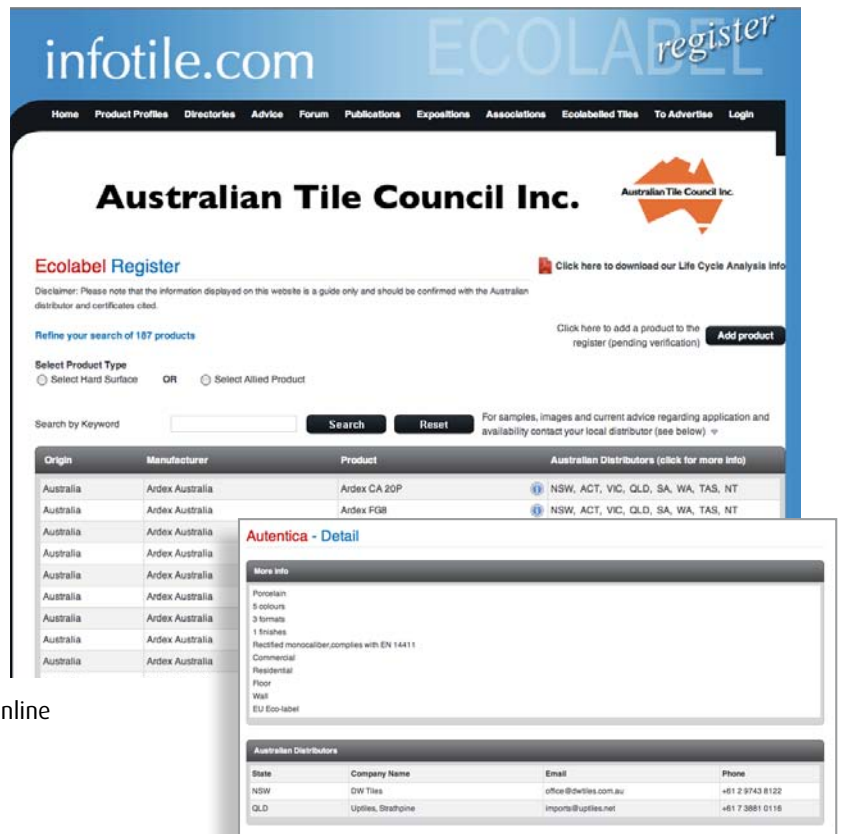 infotile.com
ECOLABEL
register
Home Product Profiles Directories Advice Forum Publications Expositions Associations Ecolabelled Tiles To Advertise Login
Australian Tile Council Inc.
Australian Tile Council Inc.
Ecolabel Register
Click here to download our Life Cycle Analysis info
Disclaimer: Please note that the information displayed on this website is a guide only and should be confirmed with the Australian
distributor and certificates cited.
Refine your search of 187 products
Click here to add a product to the
register (pending verification)
Add product
Select Product Type
Select Hard Surface OR Select Allied Product
Search by Keyword
Search
Reset
For samples, images and current advice regarding application and
availability contact your local distributor (see below)
Origin Manufacturer Product Australian Distributors (click for more info)
Australia Ardex Australia Ardex CA 20P NSW, ACT, VIC, QLD, SA, WA, TAS, NT
Australia Ardex Australia Ardex FG8 NSW, ACT, VIC, QLD, SA, WA, TAS, NT
Australia Ardex Australia
Australia Ardex Australia
Australia Ardex Australia
Australia Ardex Australia
Australia Ardex Australia
Australia Ardex Australia
Australia Ardex Australia
nline
Autentica - Detail
More info
Porcelain
5 colours
3 formats
1 finishes
Rectified monocaliber,complies with EN 14411
Commercial
Residential
Floor
Wall
EU Eco-label
Australian Distributors
State Company Name Email Phone
NSW DW Tiles office@dwtiles.com.au +61 2 9743 8122
QLD Uptiles, Strathpine imports@uptiles.net +61 7 3881 0116